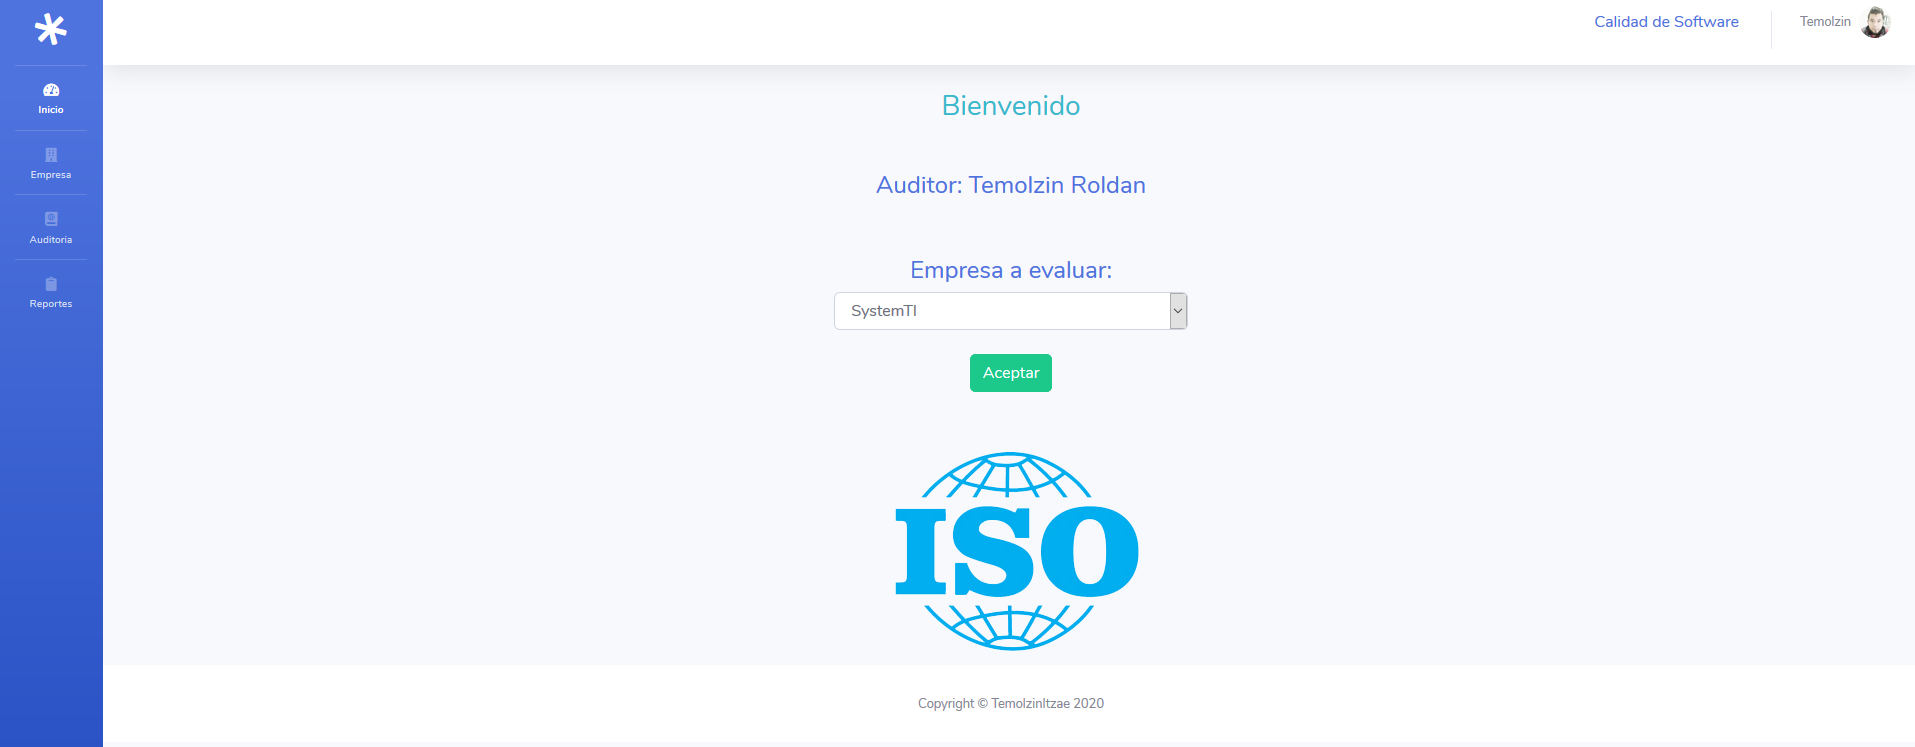 Calidad de Software
Temolzin
Inicio
Empresa
Auditoria
Reportes
Bienvenido
Auditor: Temolzin Roldan
Empresa a evaluar:
SystemTI
Aceptar
ISO
Copyright © TemolzinItzae 2020